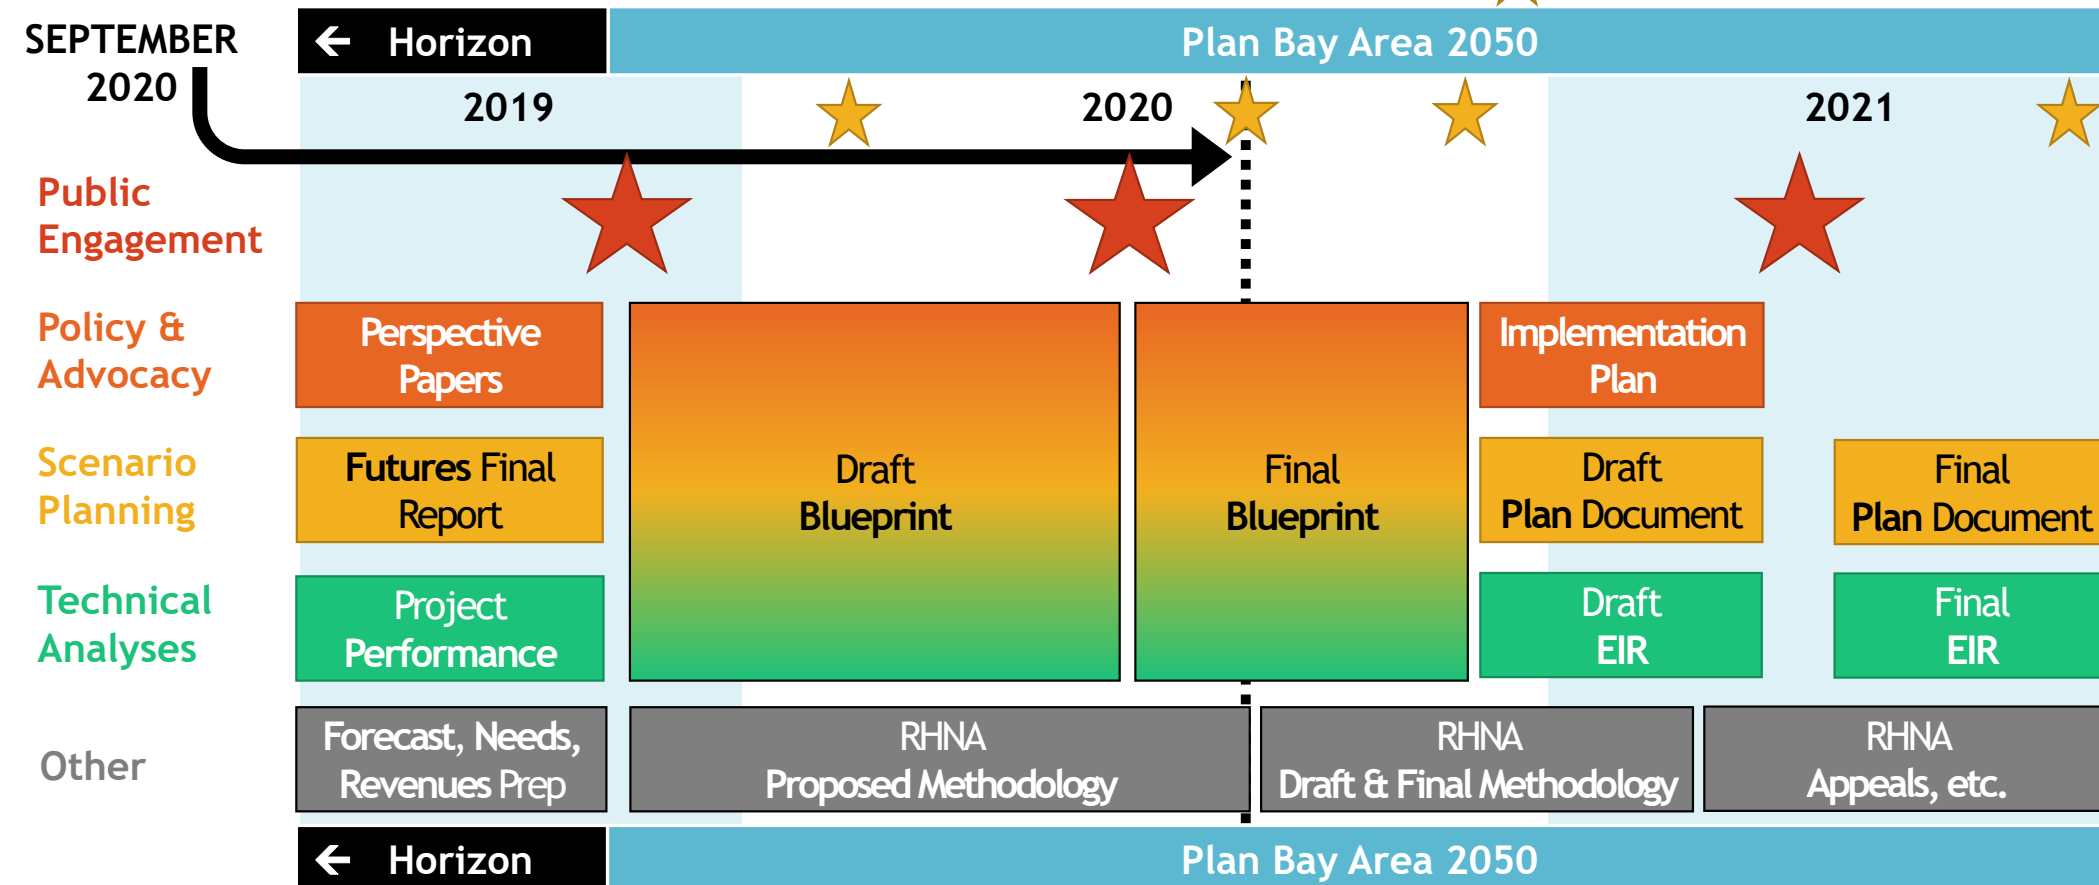 SEPTEMBER
2020
← Horizon
Plan Bay Area 2050
2019
2020
2021
Public
Engagement
Policy &
Advocacy
Perspective
Papers
Implementation
Plan
Scenario
Planning
Futures Final
Report
Draft
Blueprint
Final
Blueprint
Draft
Plan Document
Final
Plan Document
Technical
Analyses
Project
Performance
Draft
EIR
Final
EIR
Other
Forecast, Needs,
Revenues Prep
RHNA
Proposed Methodology
RHNA
Draft & Final Methodology
RHNA
Appeals, etc.
← Horizon
Plan Bay Area 2050